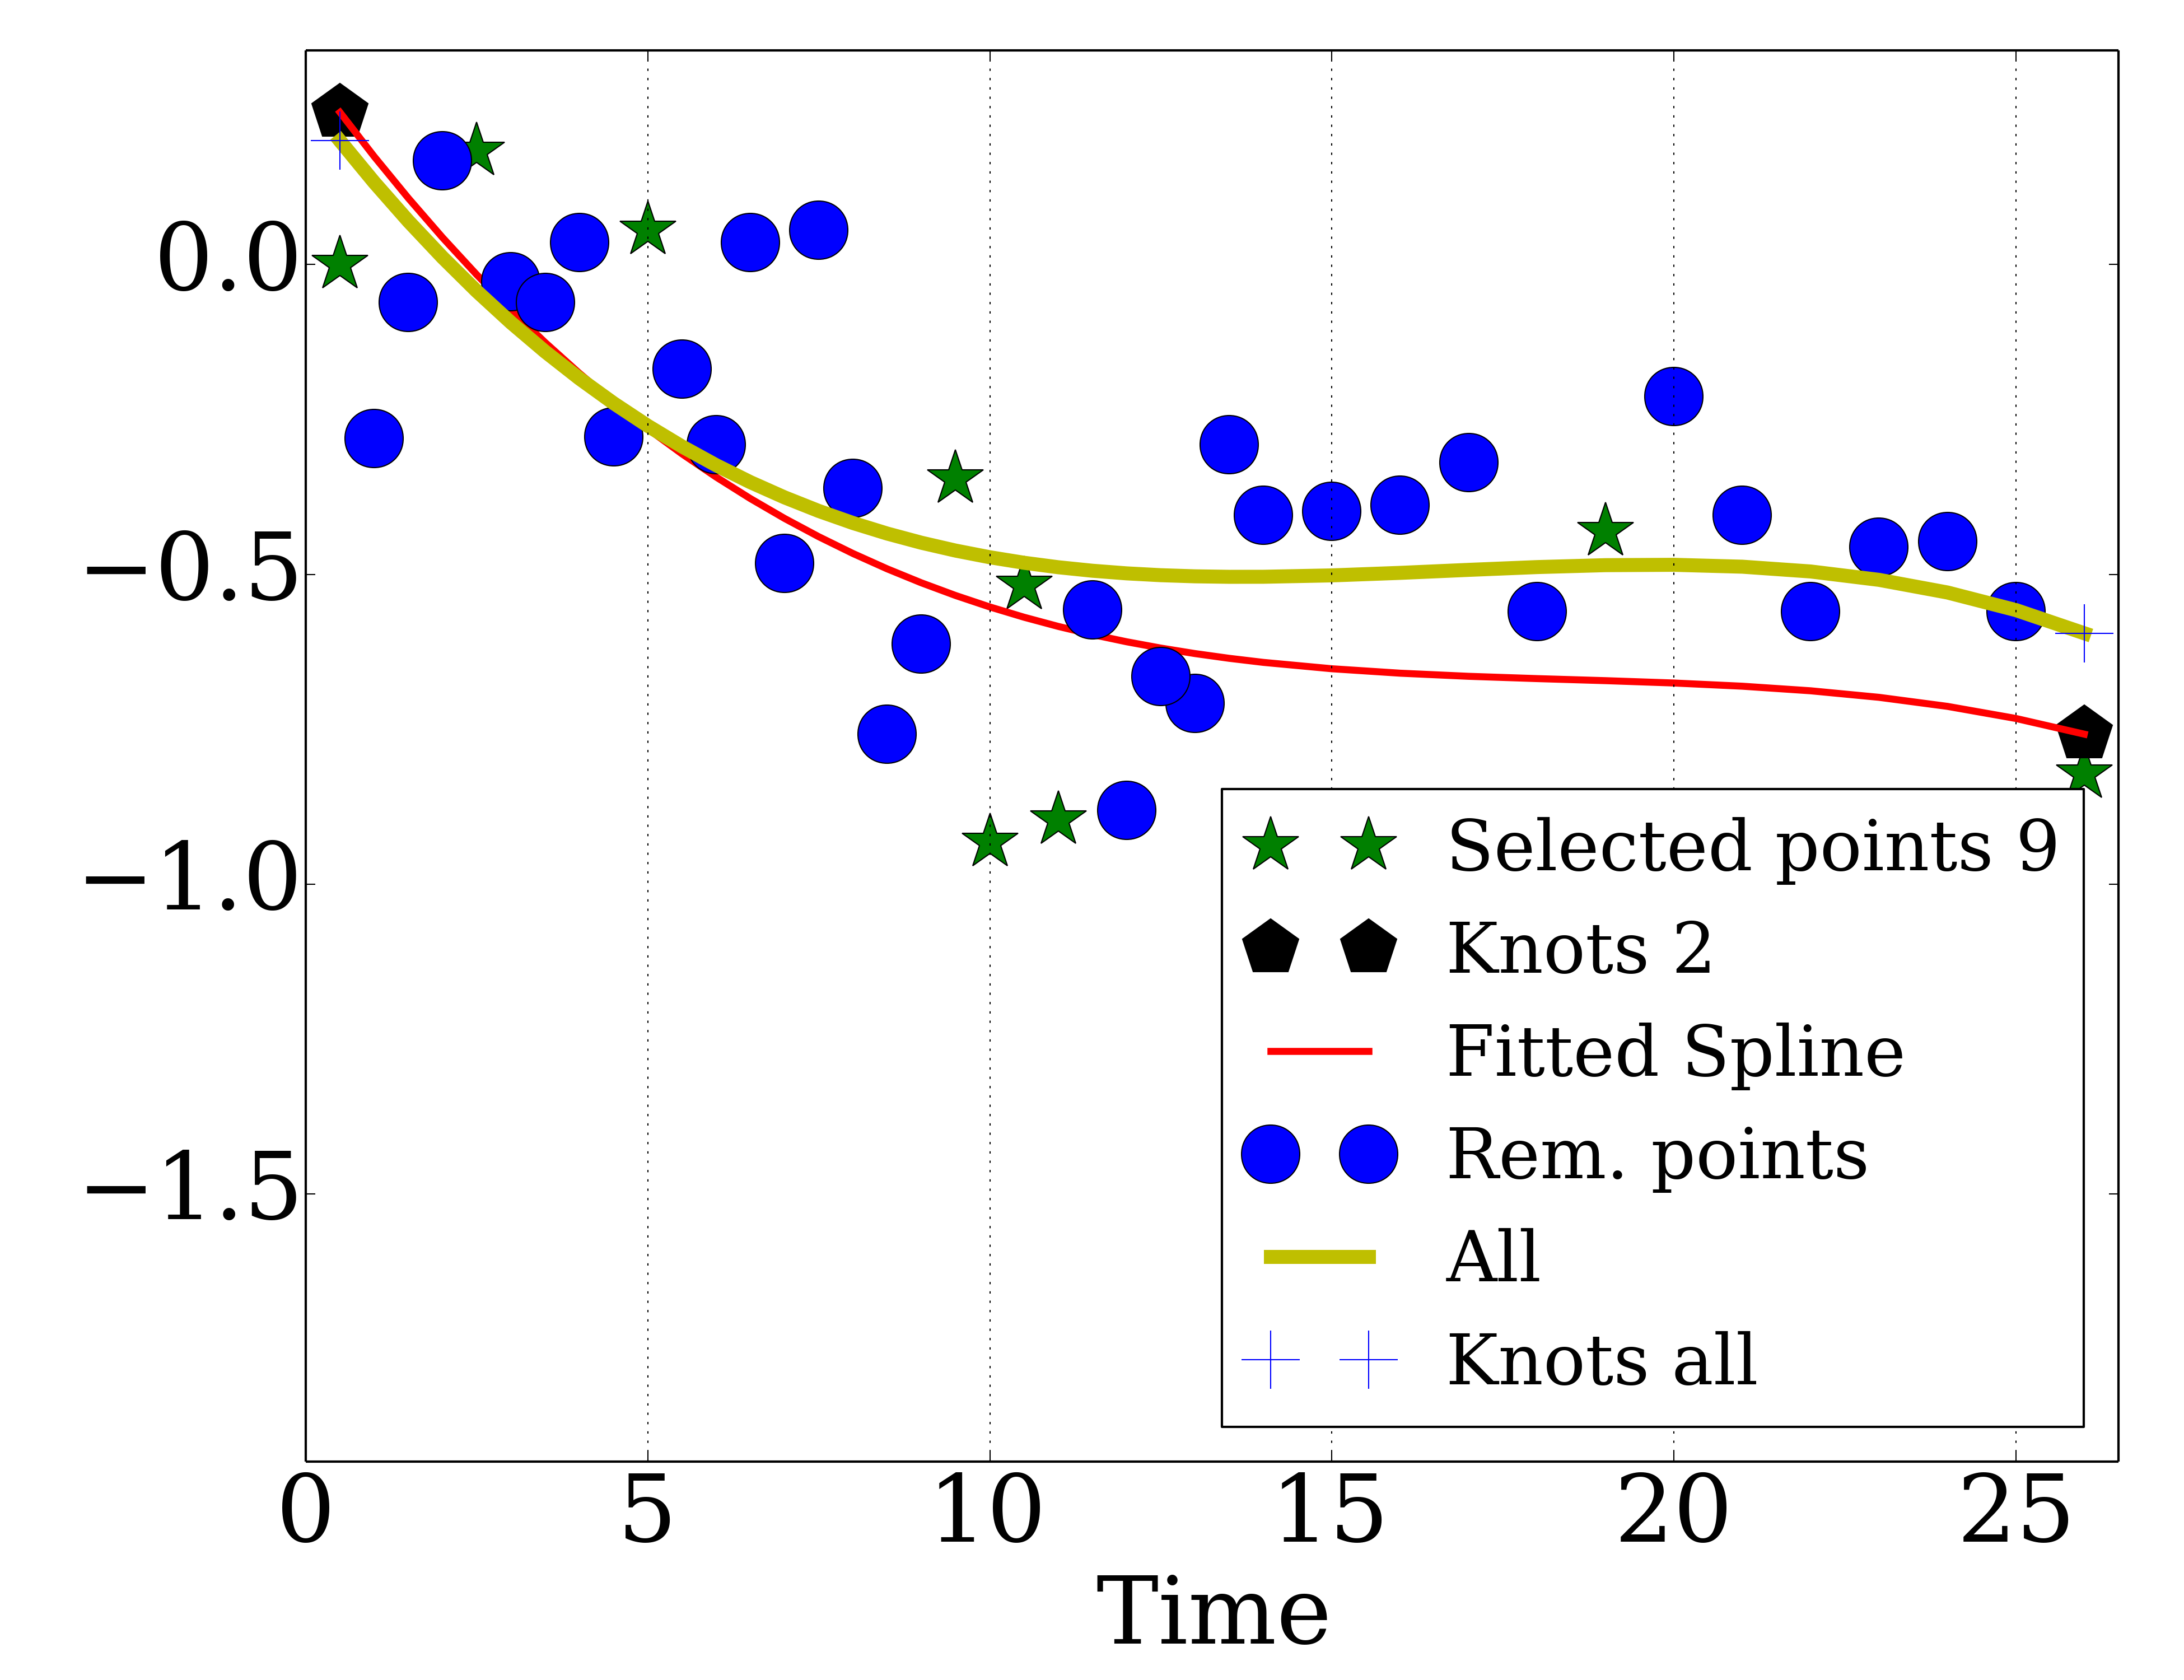 0.0
−0.5
−1.0
−1.5
Selected points 9
Knots 2
Fitted Spline
Rem. points
All
Knots all
0 5 10 15 20 25
Time